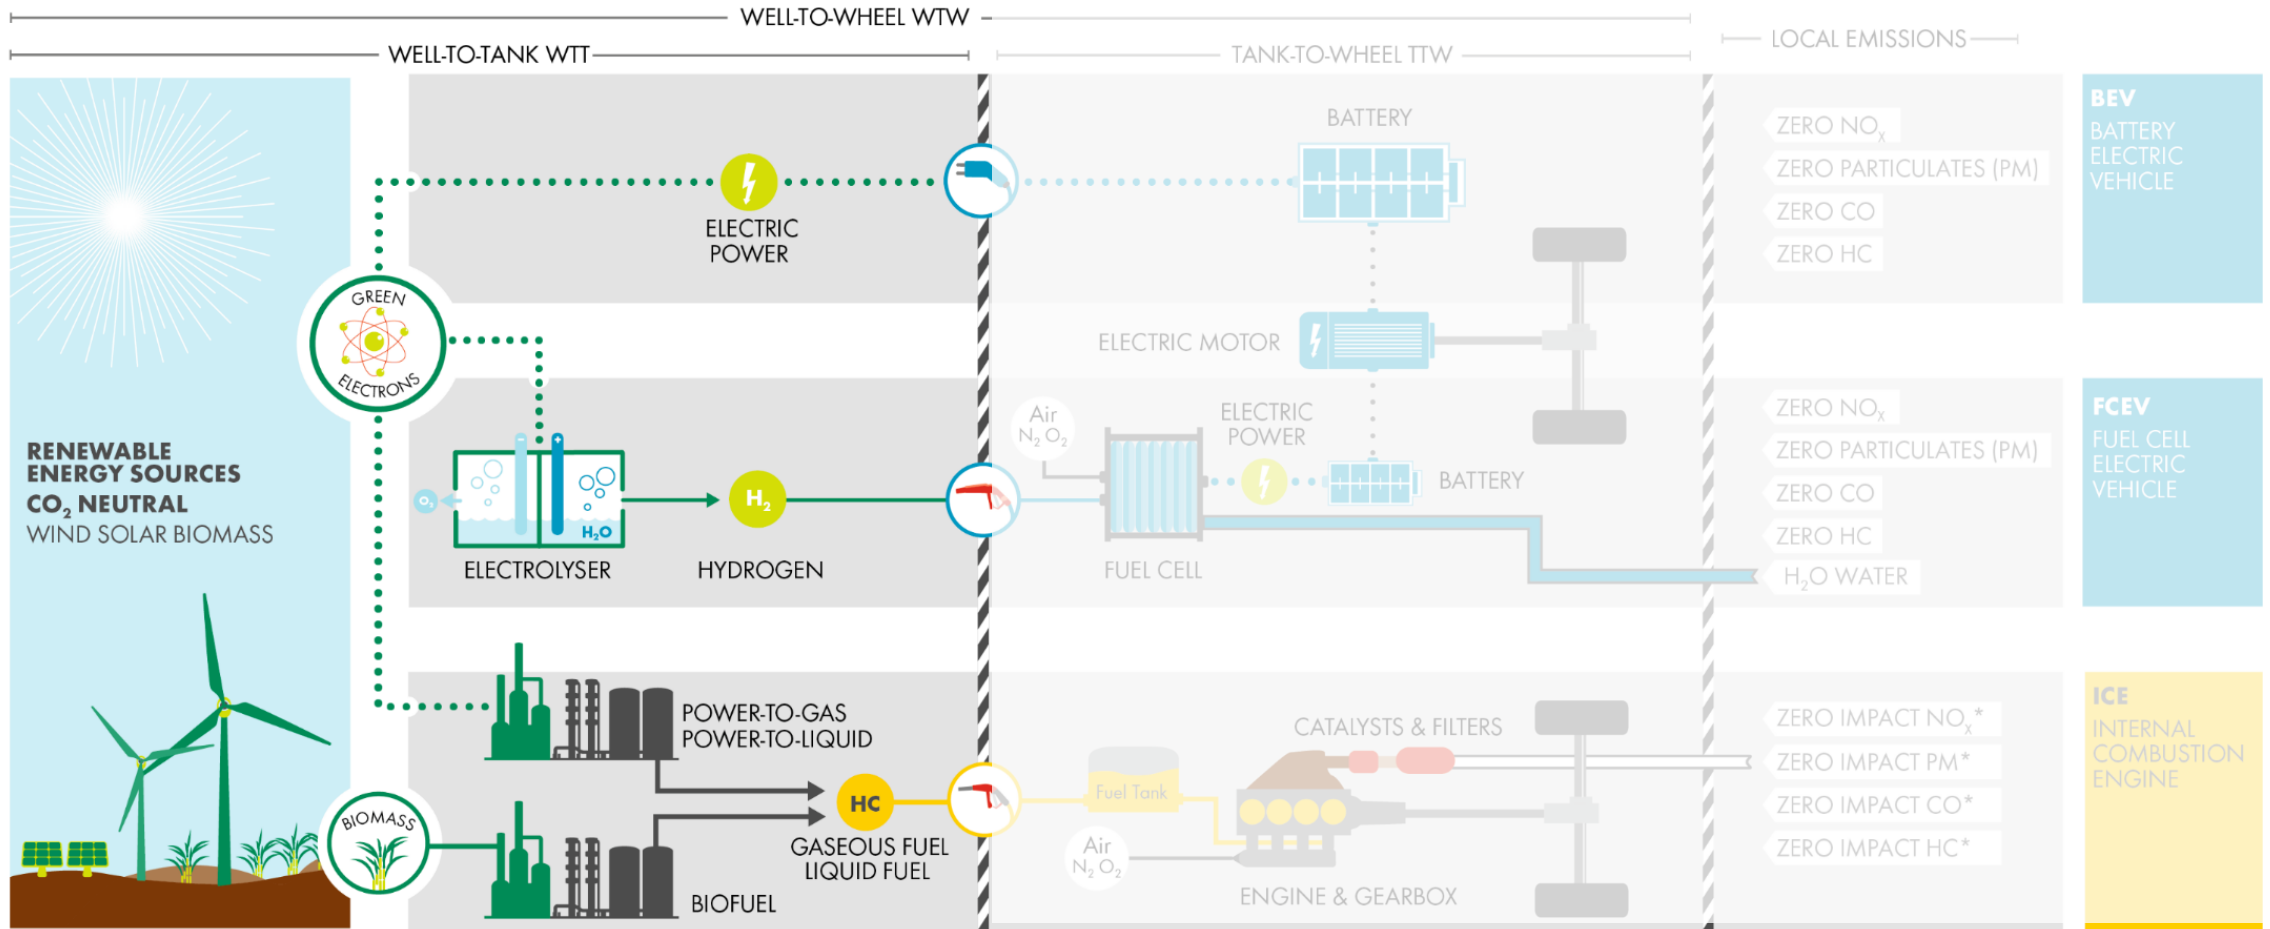 WELL-TO-WHEEL WTW
WELL-TO-TANK WTT
TANK-TO-WHEEL TTW
LOCAL EMISSIONS
RENEWABLE
ENERGY SOURCES
CO₂ NEUTRAL
WIND SOLAR BIOMASS
GREEN
ELECTRONS
BIOMASS
ELECTRIC
POWER
BATTERY
ELECTRIC MOTOR
ZERO NOₓ
ZERO PARTICULATES (PM)
ZERO CO
ZERO HC
BEV
BATTERY
ELECTRIC
VEHICLE
O₂
-
+
H₂O
ELECTROLYSER
H₂
HYDROGEN
Air
N₂ O₂
FUEL CELL
ELECTRIC
POWER
BATTERY
ZERO NOₓ
ZERO PARTICULATES (PM)
ZERO CO
ZERO HC
H₂O WATER
FCEV
FUEL CELL
ELECTRIC
VEHICLE
POWER-TO-GAS
POWER-TO-LIQUID
BIOFUEL
HC
GASEOUS FUEL
LIQUID FUEL
Fuel Tank
Air
N₂ O₂
CATALYSTS & FILTERS
ENGINE & GEARBOX
ZERO IMPACT NOₓ*
ZERO IMPACT PM*
ZERO IMPACT CO*
ZERO IMPACT HC*
ICE
INTERNAL
COMBUSTION
ENGINE